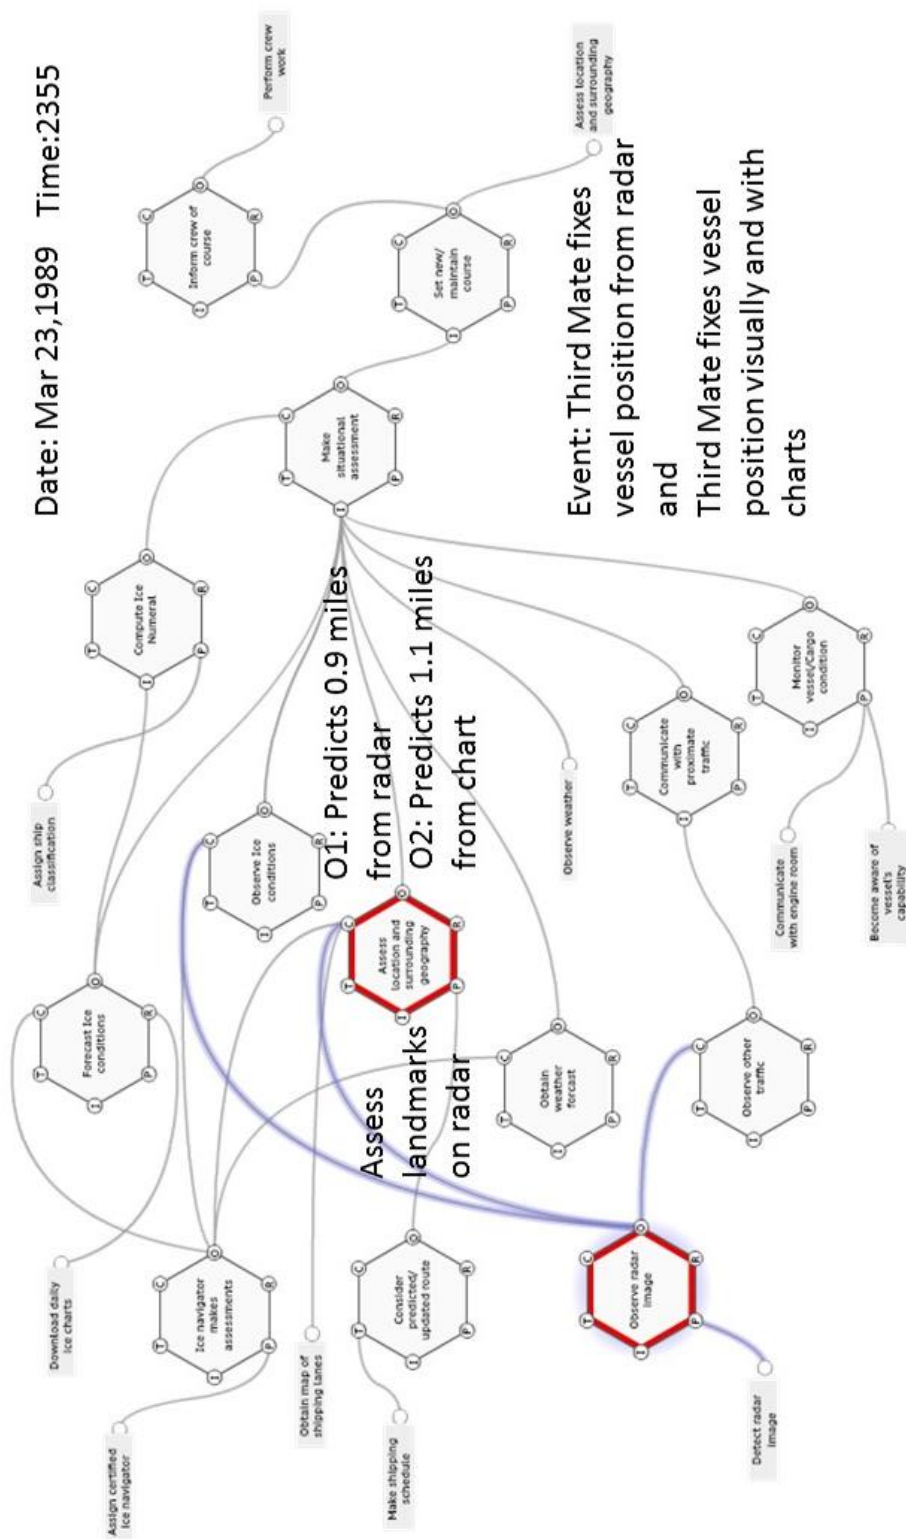 Date: Mar 23,1989 Time:2355
Perform crew
work
Inform crew of
course
Assess location
and surrounding
geography
Set new/
maintain
course
Make
situational
assessment
Compute Ice
Numeral
Assign ship
classification
Event: Third Mate fixes
vessel position from radar
and
Third Mate fixes vessel
position visually and with
charts
O1: Predicts 0.9 miles
from radar
O2: Predicts 1.1 miles
from chart
Observe Ice
conditions
Forecast Ice
conditions
Assess
location and
surrounding
geography
Observe weather
Communicate
with
proximate
traffic
Monitor
vessel/Cargo
condition
Communicate
with engine room
Become aware of
vessel's
capability
Assess
landmarks
on radar
Obtain
weather
forcast
Observe other
traffic
Download daily
ice charts
Ice navigator
makes
assessments
Assign certified
ice navigator
Obtain map of
shipping lanes
Consider
predicted/
updated route
Make shipping
schedule
Observe radar
image
Detect radar
image
T C I O P R
T C I O P R
T C I O P R
T C I O P R
T C I O P R
T C I O P R
T C I O P R
T C I O P R
T C I O P R
T C I O P R
T C I O P R
T C I O P R
T C I O P R
T C I O P R